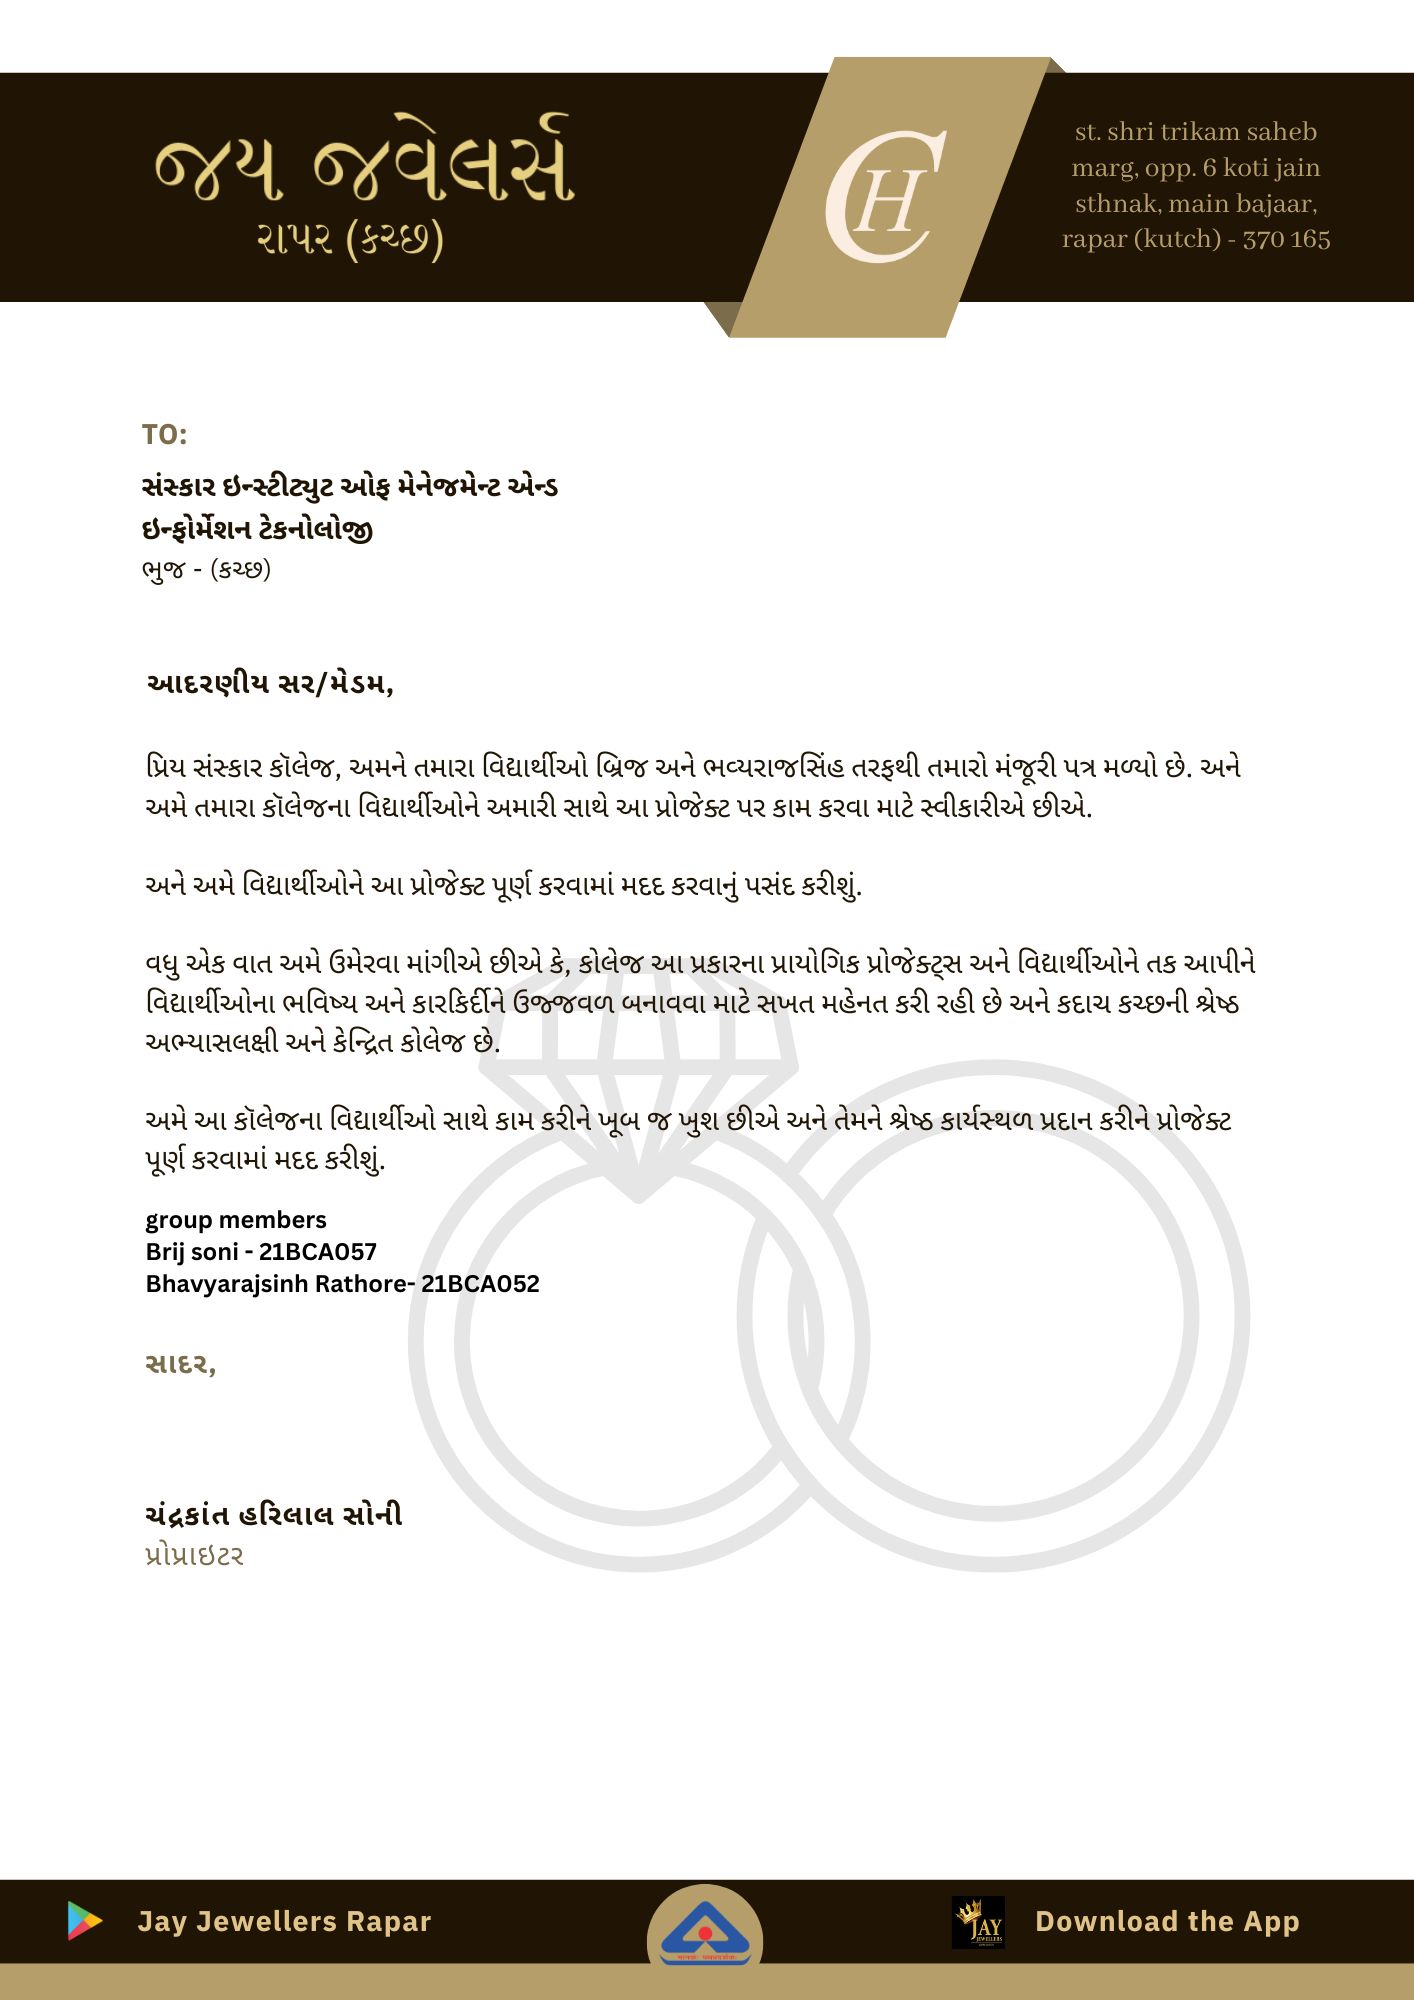 જય જવેલર્સ
રાપર (કચ્છ)
CH
st. shri trikam saheb
marg, opp. 6 koti jain
sthnak, main bajaar,
rapar (kutch) - 370 165
TO:
સંસ્કાર ઇન્સ્ટીટ્યુટ ઓફ મેનેજમેન્ટ એન્ડ
ઇન્ફોર્મેશન ટેકનોલોજી
ભુજ - (કચ્છ)
આદરણીય સર/મેડમ,
પ્રિય સંસ્કાર કૉલેજ, અમને તમારા વિદ્યાર્થીઓ બ્રિજ અને ભવ્યરાજસિંહ તરફથી તમારો મંજૂરી પત્ર મળ્યો છે. અને
અમે તમારા કૉલેજના વિદ્યાર્થીઓને અમારી સાથે આ પ્રોજેક્ટ પર કામ કરવા માટે સ્વીકારીએ છીએ.
અને અમે વિદ્યાર્થીઓને આ પ્રોજેક્ટ પૂર્ણ કરવામાં મદદ કરવાનું પસંદ કરીશું.
વધુ એક વાત અમે ઉમેરવા માંગીએ છીએ કે, કોલેજ આ પ્રકારના પ્રાયોગિક પ્રોજેક્ટ્સ અને વિદ્યાર્થીઓને તક આપીને
વિદ્યાર્થીઓના ભવિષ્ય અને કારકિર્દીને ઉજ્જવળ બનાવવા માટે સખત મહેનત કરી રહી છે અને કદાચ કચ્છની શ્રેષ્ઠ
અભ્યાસલક્ષી અને કેન્દ્રિત કોલેજ છે.
અમે આ કૉલેજના વિદ્યાર્થીઓ સાથે કામ કરીને ખૂબ જ ખુશ છીએ અને તેમને શ્રેષ્ઠ કાર્યસ્થળ પ્રદાન કરીને પ્રોજેક્ટ
પૂર્ણ કરવામાં મદદ કરીશું.
group members
Brij soni - 21BCA057
Bhavyarajsinh Rathore- 21BCA052
સાદર,
ચંદ્રકાંત હરિલાલ સોની
પ્રોપ્રાઇટર
Jay Jewellers Rapar
JAY
JEWELLERS
Download the App